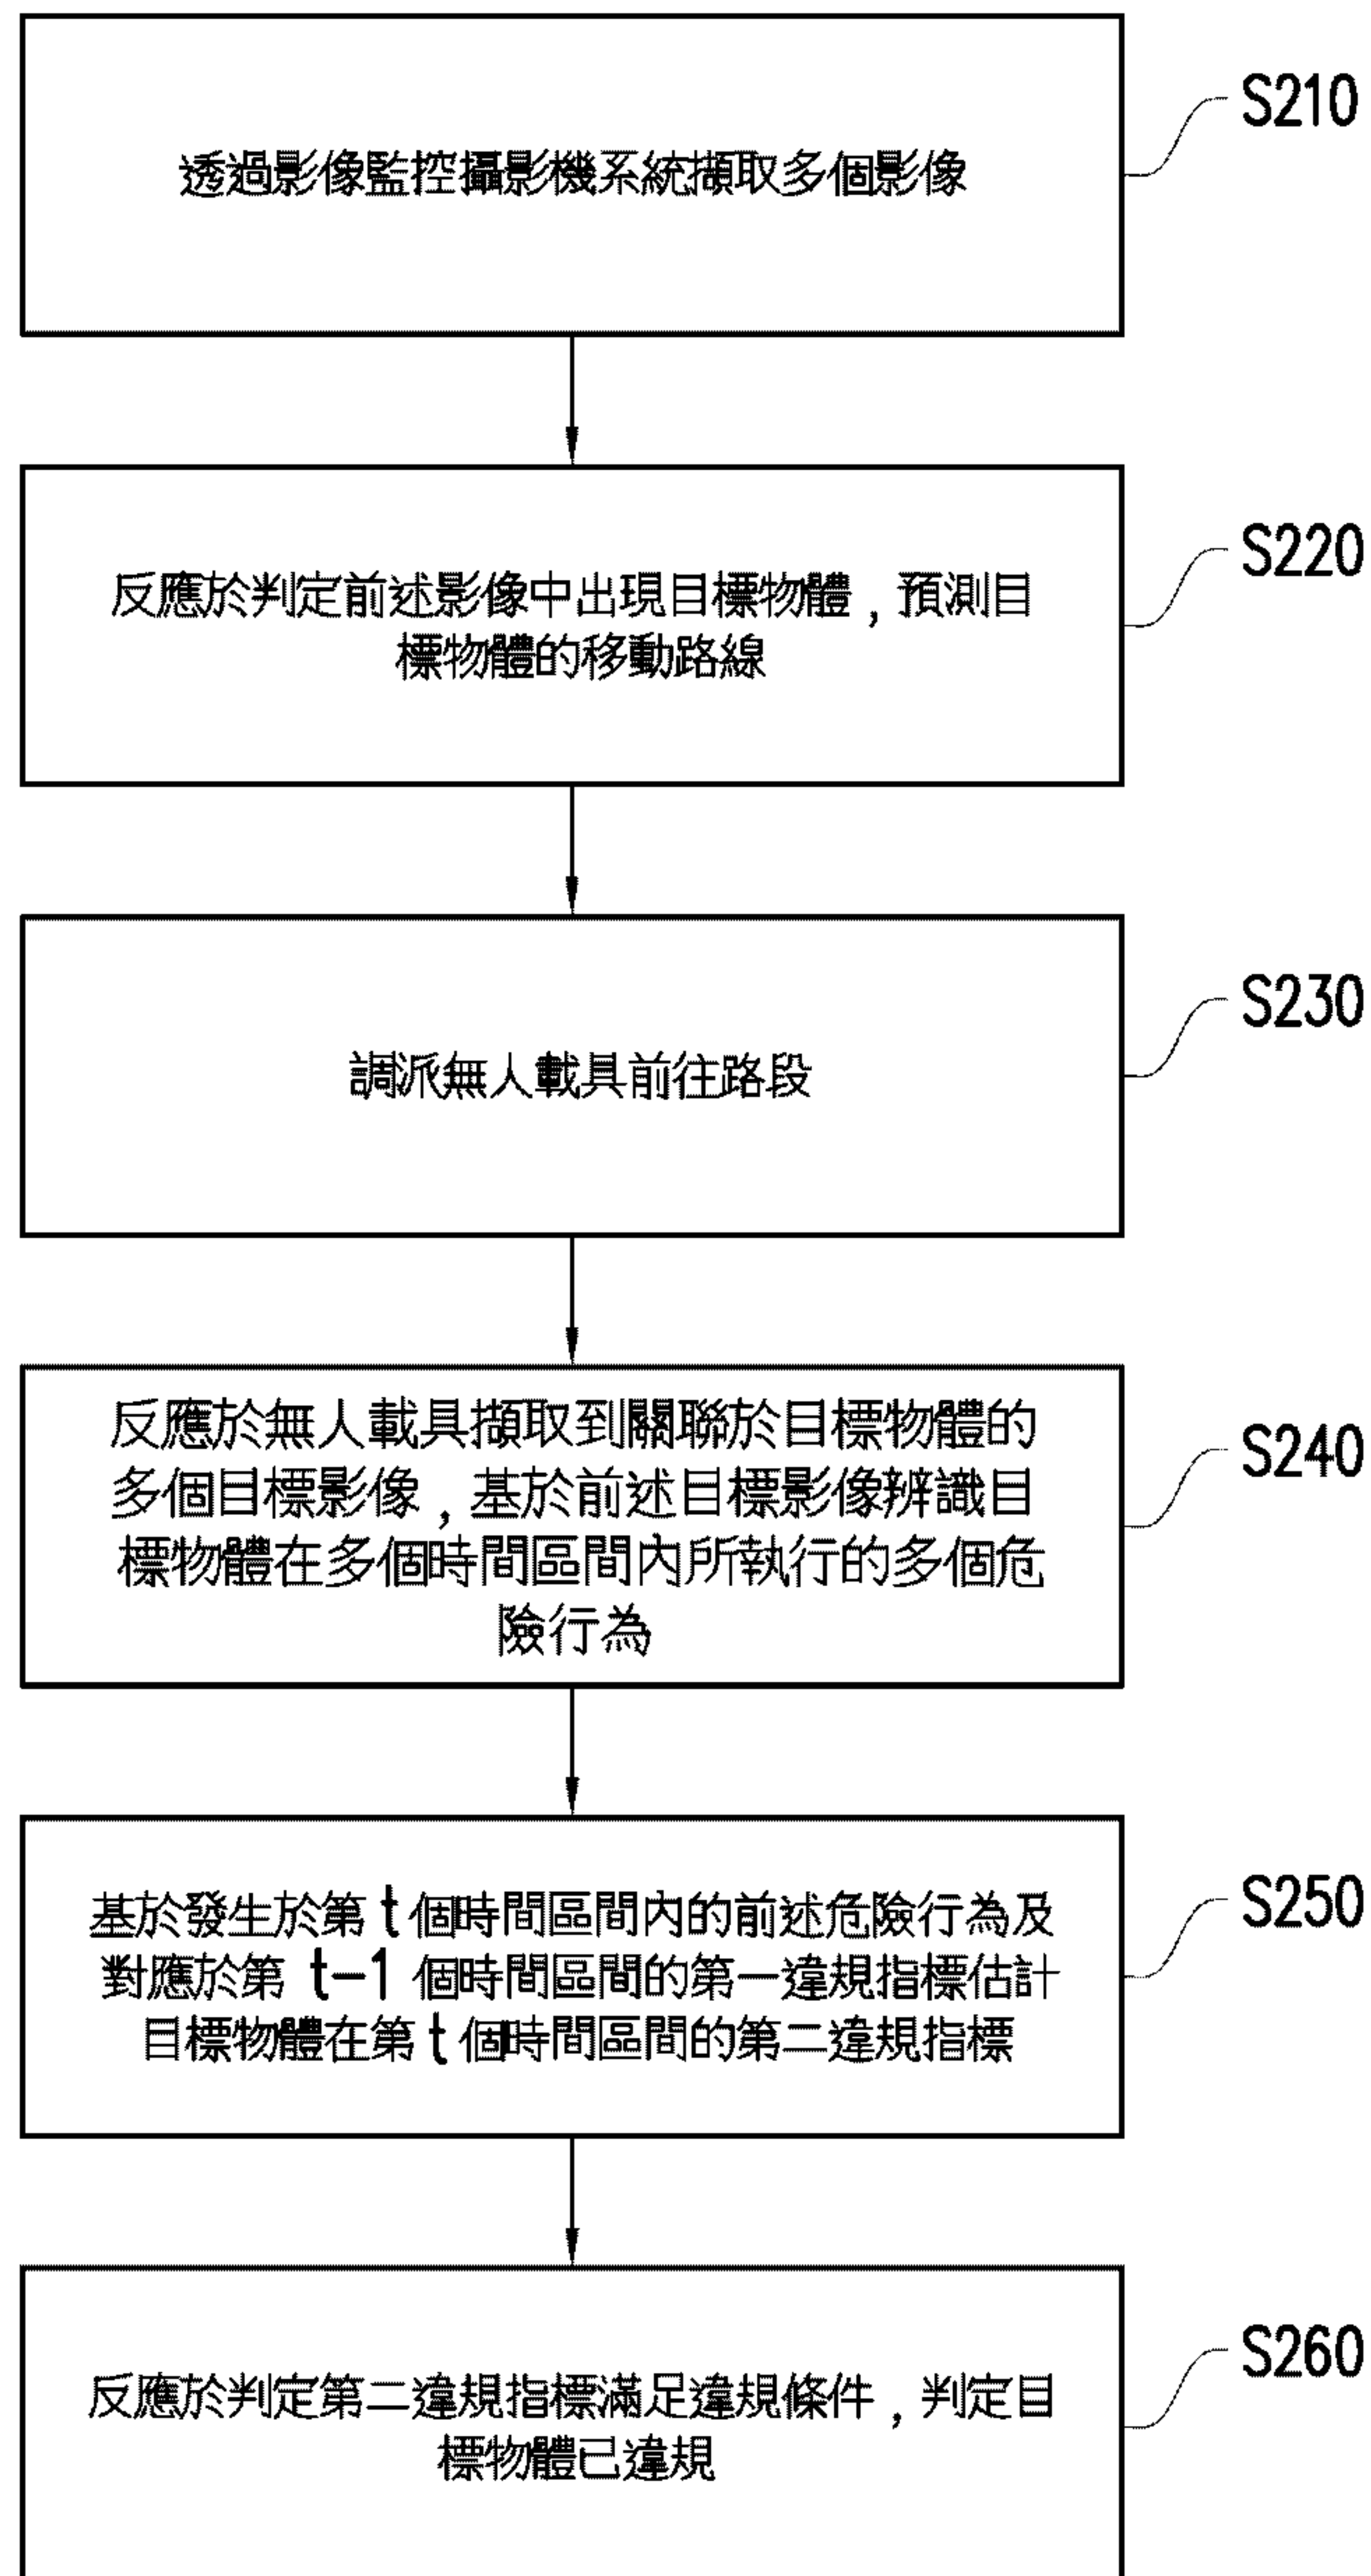 透過影像監控攝影機系統擷取多個影像
S210
反應於判定前述影像中出現目標物體，預測目
標物體的移動路線
S220
調派無人載具前往路段
S230
反應於無人載具擷取到關聯於目標物體的
多個目標影像，基於前述目標影像辨識目
標物體在多個時間區間內所執行的多個危
險行為
S240
基於發生於第 t 個時間區間內的前述危險行為及
對應於第 t-1 個時間區間的第一違規指標估計
目標物體在第 t 個時間區間的第二違規指標
S250
反應於判定第二違規指標滿足違規條件，判定目
標物體已違規
S260